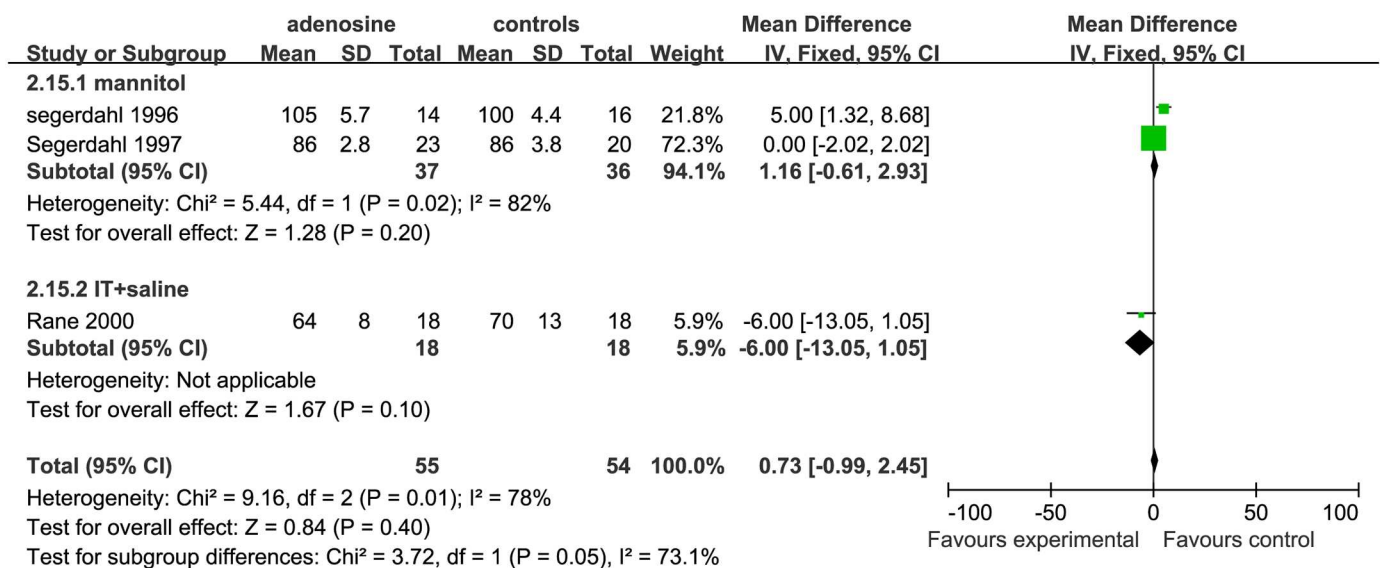 adenosine controls Mean Difference Mean Difference
Study or Subgroup Mean SD Total Mean SD Total Weight IV, Fixed, 95% CI IV, Fixed, 95% CI
2.15.1 mannitol
segerdahl 1996 105 5.7 14 100 4.4 16 21.8% 5.00 [1.32, 8.68]
Segerdahl 1997 86 2.8 23 86 3.8 20 72.3% 0.00 [-2.02, 2.02]
Subtotal (95% CI) 37 36 94.1% 1.16 [-0.61, 2.93]
Heterogeneity: Chi² = 5.44, df = 1 (P = 0.02); I² = 82%
Test for overall effect: Z = 1.28 (P = 0.20)
2.15.2 IT+saline
Rane 2000 64 8 18 70 13 18 5.9% -6.00 [-13.05, 1.05]
Subtotal (95% CI) 18 18 5.9% -6.00 [-13.05, 1.05]
Heterogeneity: Not applicable
Test for overall effect: Z = 1.67 (P = 0.10)
Total (95% CI) 55 54 100.0% 0.73 [-0.99, 2.45]
Heterogeneity: Chi² = 9.16, df = 2 (P = 0.01); I² = 78%
Test for overall effect: Z = 0.84 (P = 0.40)
Test for subgroup differences: Chi² = 3.72, df = 1 (P = 0.05), I² = 73.1%
-100 -50 0 50 100
Favours experimental Favours control